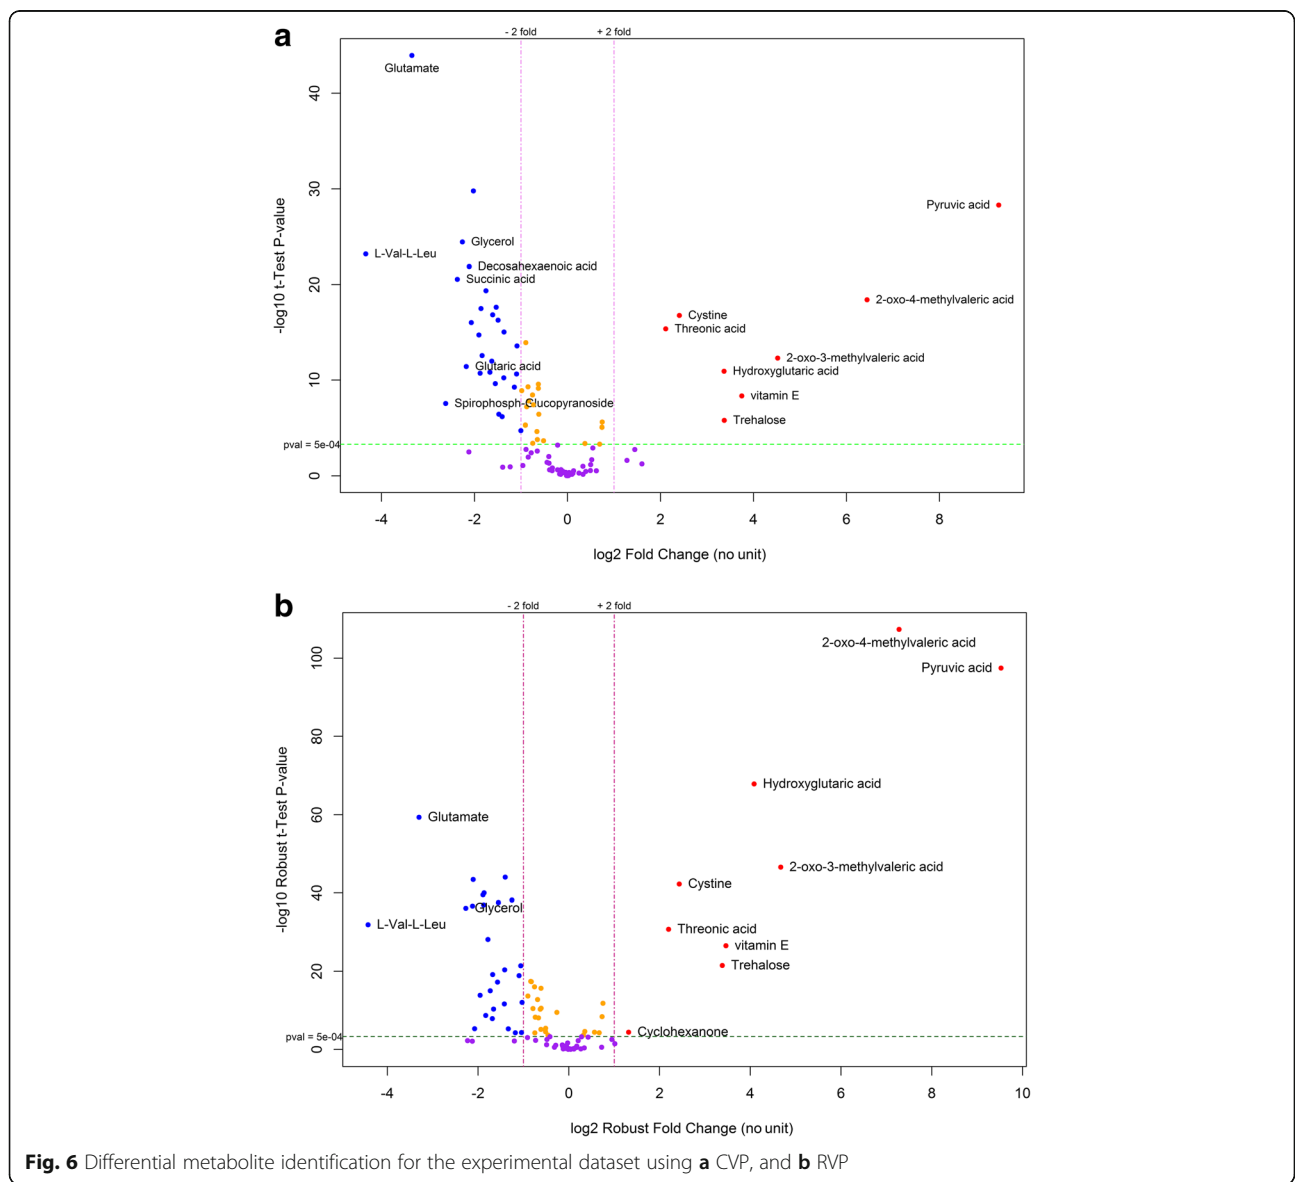 a
- 2 fold
+ 2 fold
Glutamate
Pyruvic acid
Glycerol
L-Val-L-Leu
Decosahexaenoic acid
Succinic acid
2-oxo-4-methylvaleric acid
Cystine
Threonic acid
2-oxo-3-methylvaleric acid
Glutaric acid
Hydroxyglutaric acid
vitamin E
Spirophosph-Glucopyranoside
Trehalose
pval = 5e-04
40
30
20
10
0
-log10 t-Test P-value
-4 -2 0 2 4 6 8
log2 Fold Change (no unit)
b
- 2 fold
+ 2 fold
2-oxo-4-methylvaleric acid
Pyruvic acid
Hydroxyglutaric acid
Glutamate
2-oxo-3-methylvaleric acid
Cystine
Glycerol
L-Val-L-Leu
Threonic acid
vitamin E
Trehalose
Cyclohexanone
pval = 5e-04
100
80
60
40
20
0
-log10 Robust t-Test P-value
-4 -2 0 2 4 6 8 10
log2 Robust Fold Change (no unit)
Fig. 6 Differential metabolite identification for the experimental dataset using a CVP, and b RVP